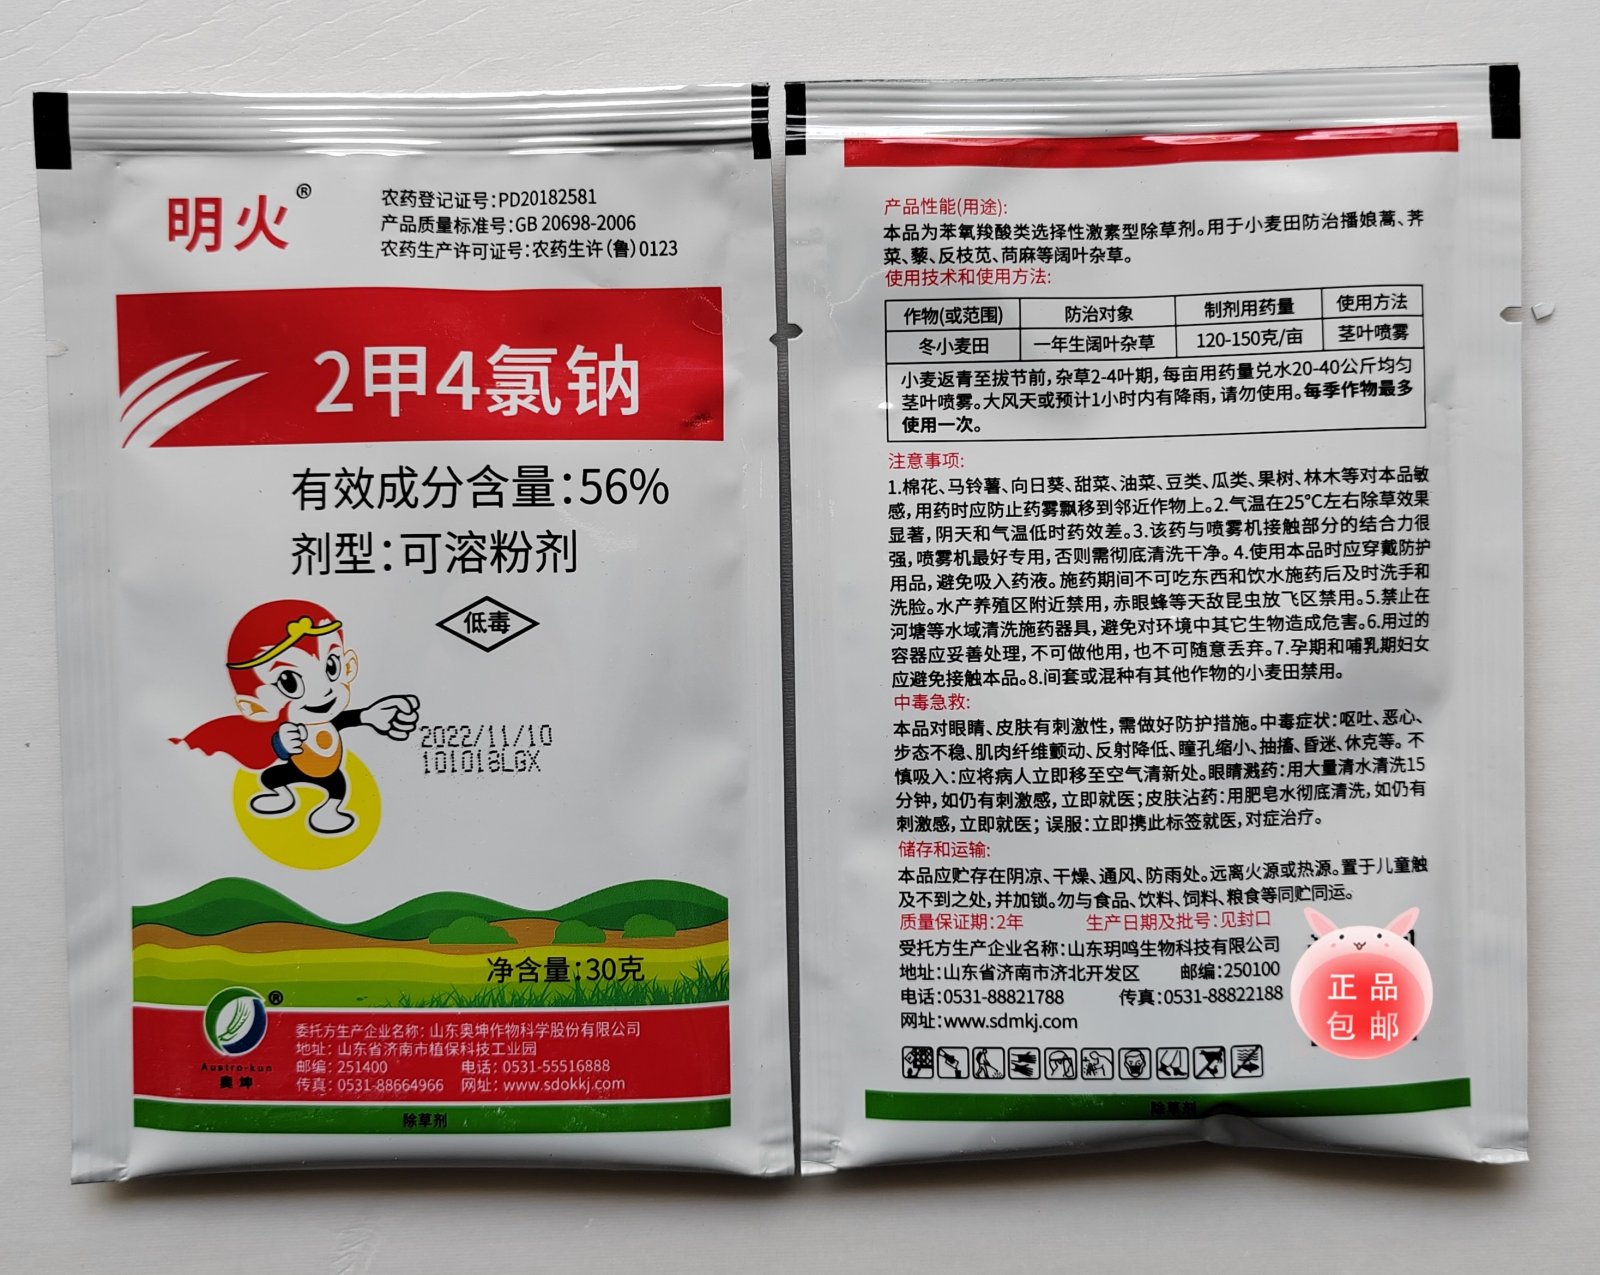 明火®
农药登记证号:PD20182581
产品质量标准号:GB 20698-2006
农药生产许可证号:农药生许(鲁)0123
2甲4氯钠
有效成分含量:56%
剂型:可溶粉剂
低毒
2022/11/10
101018LGX
净含量:30克
®
Austro-kun
奥坤
委托方生产企业名称: 山东奥坤作物科学股份有限公司
地址: 山东省济南市植保科技工业园
邮编: 251400 电话: 0531-55516888
传真: 0531-88664966 网址: www.sdokkj.com
除草剂
产品性能(用途):
本品为苯氧羧酸类选择性激素型除草剂。用于小麦田防治播娘蒿、荠
菜、藜、反枝苋、苘麻等阔叶杂草。
使用技术和使用方法:
作物(或范围) 防治对象 制剂用药量 使用方法
冬小麦田 一年生阔叶杂草 120-150克/亩 茎叶喷雾
小麦返青至拔节前,杂草2-4叶期,每亩用药量兑水20-40公斤均匀
茎叶喷雾。大风天或预计1小时内有降雨,请勿使用。每季作物最多
使用一次。
注意事项:
1.棉花、马铃薯、向日葵、甜菜、油菜、豆类、瓜类、果树、林木等对本品敏
感,用药时应防止药雾飘移到邻近作物上。2.气温在25℃左右除草效果
显著,阴天和气温低时药效差。3.该药与喷雾机接触部分的结合力很
强,喷雾机最好专用,否则需彻底清洗干净。4.使用本品时应穿戴防护
用品,避免吸入药液。施药期间不可吃东西和饮水施药后及时洗手和
洗脸。水产养殖区附近禁用,赤眼蜂等天敌昆虫放飞区禁用。5.禁止在
河塘等水域清洗施药器具,避免对环境中其它生物造成危害。6.用过的
容器应妥善处理,不可做他用,也不可随意丢弃。7.孕期和哺乳期妇女
应避免接触本品。8.间套或混种有其他作物的小麦田禁用。
中毒急救:
本品对眼睛、皮肤有刺激性,需做好防护措施。中毒症状:呕吐、恶心、
步态不稳、肌肉纤维颤动、反射降低、瞳孔缩小、抽搐、昏迷、休克等。不
慎吸入:应将病人立即移至空气清新处。眼睛溅药:用大量清水清洗15
分钟,如仍有刺激感,立即就医;皮肤沾药:用肥皂水彻底清洗,如仍有
刺激感,立即就医; 误服:立即携此标签就医,对症治疗。
储存和运输:
本品应贮存在阴凉、干燥、通风、防雨处。远离火源或热源。置于儿童触
及不到之处,并加锁。勿与食品、饮料、饲料、粮食等同贮同运。
质量保证期:2年 生产日期及批号:见封口
受托方生产企业名称:山东玥鸣生物科技有限公司
地址:山东省济南市济北开发区 邮编:250100
电话:0531-88821788 传真:0531-88822188
网址:www.sdmkj.com
正品
包邮
除草剂